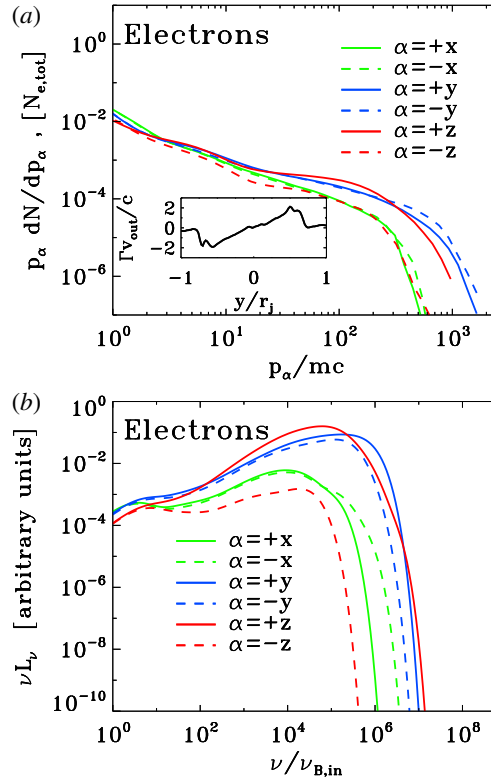 (a)
Electrons
10^0
10^-2
10^-4
10^-6
p_α dN/dp_α , [N_e,tot]
α=+x
α=−x
α=+y
α=−y
α=+z
α=−z
Γv_out/c
2
0
−2
−1
0
1
y/r_j
10^0
10^1
10^2
10^3
p_α/mc
(b)
Electrons
10^0
10^-2
10^-4
10^-6
10^-8
10^-10
νL_ν [arbitrary units]
α=+x
α=−x
α=+y
α=−y
α=+z
α=−z
10^0
10^2
10^4
10^6
10^8
ν/ν_B,in